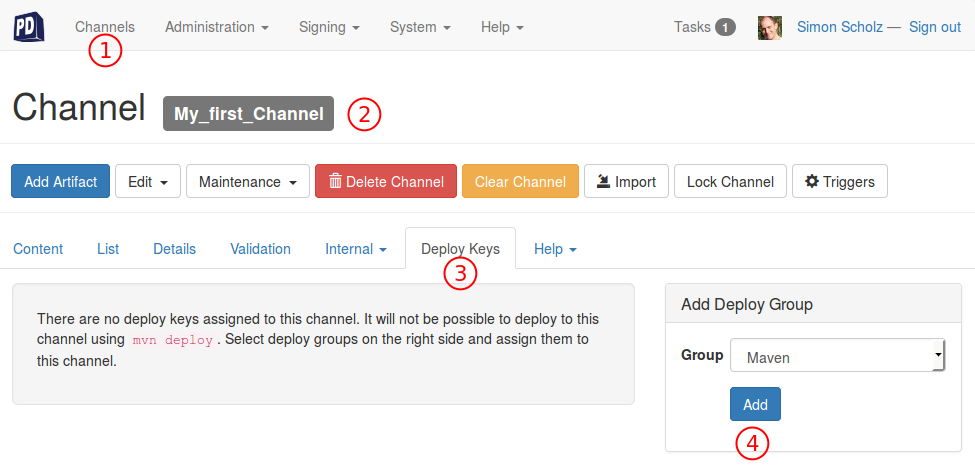 PD Channels Administration Signing System Help Tasks 1 Simon Scholz — Sign out
1
Channel My_first_Channel 2
Add Artifact Edit Maintenance Delete Channel Clear Channel Import Lock Channel Triggers
Content List Details Validation Internal Deploy Keys Help
3
There are no deploy keys assigned to this channel. It will not be possible to deploy to this
channel using mvn deploy. Select deploy groups on the right side and assign them to
this channel.
Add Deploy Group
Group Maven
Add
4